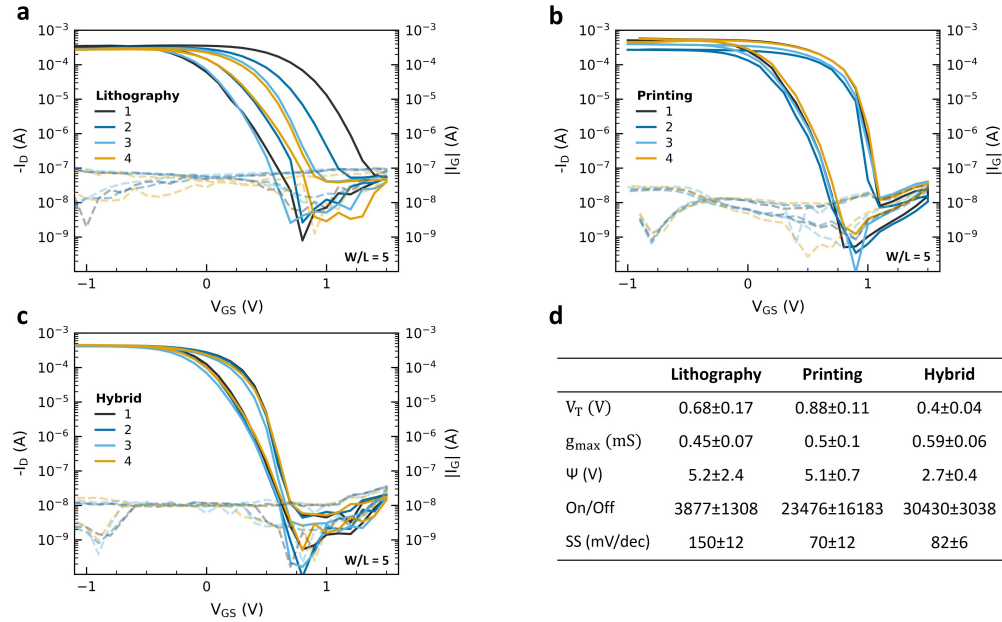 a
10⁻³
10⁻⁴
10⁻⁵
10⁻⁶
10⁻⁷
10⁻⁸
10⁻⁹
-I_D (A)
Lithography
1
2
3
4
W/L = 5
10⁻³
10⁻⁴
10⁻⁵
10⁻⁶
10⁻⁷
10⁻⁸
10⁻⁹
|I_G| (A)
−1
0
1
V_GS (V)
b
10⁻³
10⁻⁴
10⁻⁵
10⁻⁶
10⁻⁷
10⁻⁸
10⁻⁹
-I_D (A)
Printing
1
2
3
4
W/L = 5
10⁻³
10⁻⁴
10⁻⁵
10⁻⁶
10⁻⁷
10⁻⁸
10⁻⁹
|I_G| (A)
−1
0
1
V_GS (V)
c
10⁻³
10⁻⁴
10⁻⁵
10⁻⁶
10⁻⁷
10⁻⁸
10⁻⁹
-I_D (A)
Hybrid
1
2
3
4
W/L = 5
10⁻³
10⁻⁴
10⁻⁵
10⁻⁶
10⁻⁷
10⁻⁸
10⁻⁹
|I_G| (A)
−1
0
1
V_GS (V)
d
Lithography Printing Hybrid
V_T (V) 0.68±0.17 0.88±0.11 0.4±0.04
g_max (mS) 0.45±0.07 0.5±0.1 0.59±0.06
Ψ (V) 5.2±2.4 5.1±0.7 2.7±0.4
On/Off 3877±1308 23476±16183 30430±3038
SS (mV/dec) 150±12 70±12 82±6